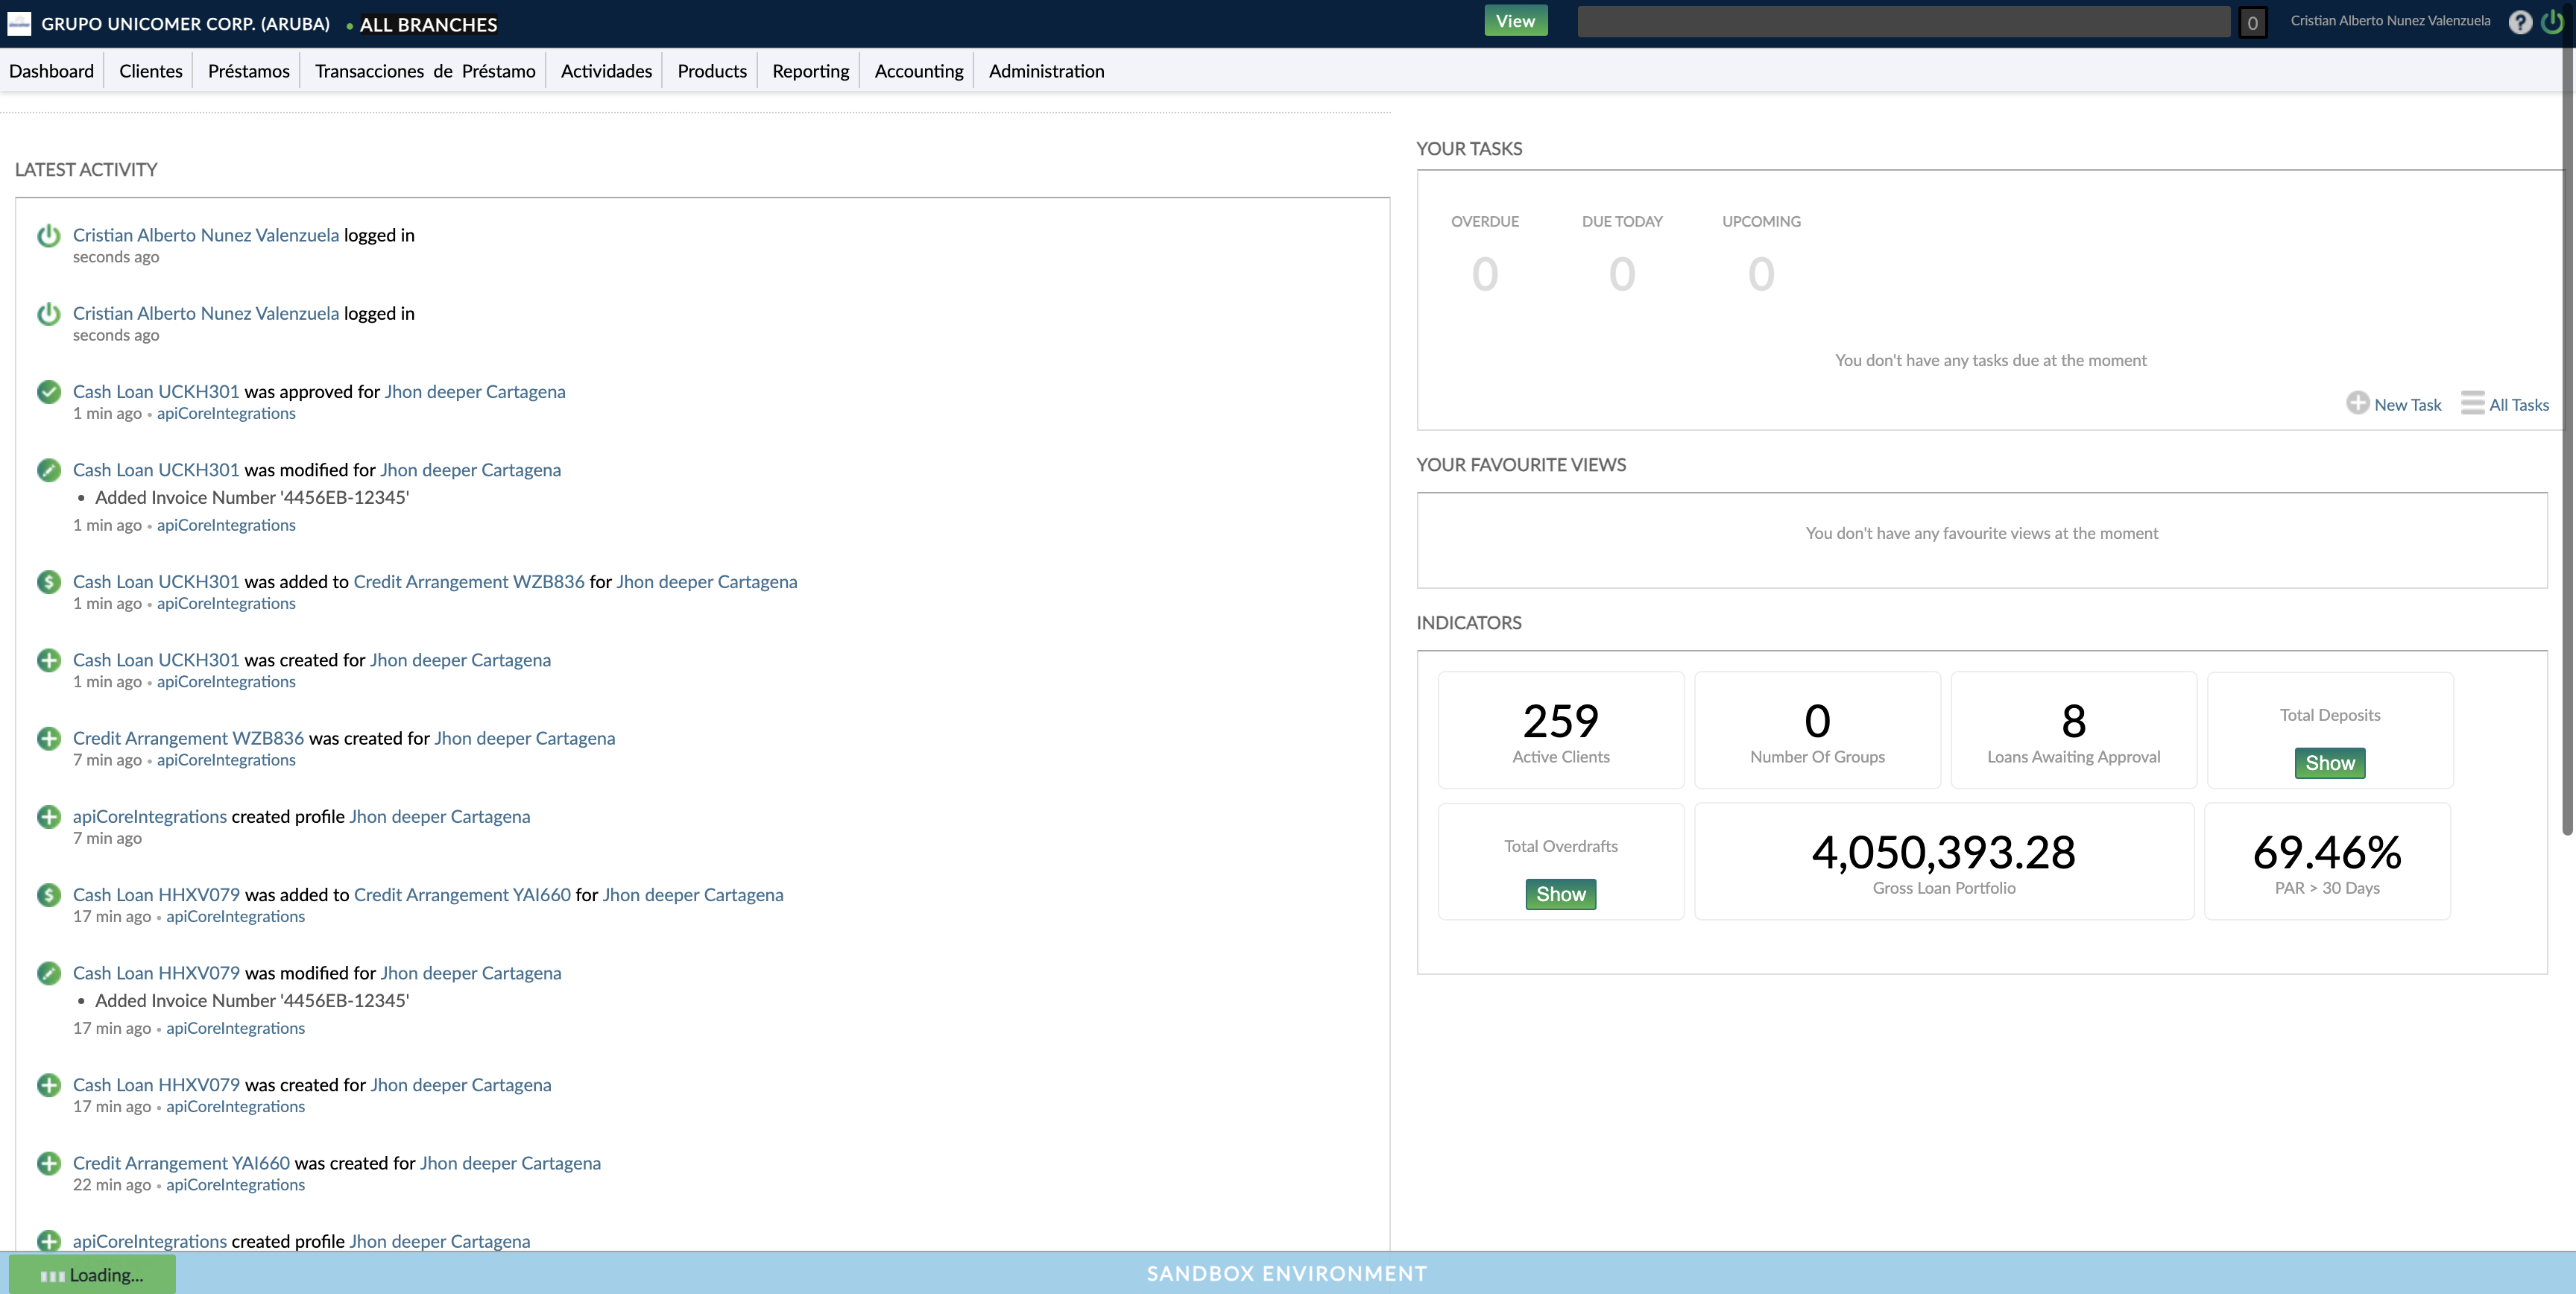 GRUPO UNICOMER CORP. (ARUBA) • ALL BRANCHES
View
0
Cristian Alberto Nunez Valenzuela
?
Dashboard Clientes Préstamos Transacciones de Préstamo Actividades Products Reporting Accounting Administration
LATEST ACTIVITY
Cristian Alberto Nunez Valenzuela logged in
seconds ago
Cristian Alberto Nunez Valenzuela logged in
seconds ago
Cash Loan UCKH301 was approved for Jhon deeper Cartagena
1 min ago • apiCoreIntegrations
Cash Loan UCKH301 was modified for Jhon deeper Cartagena
• Added Invoice Number '4456EB-12345'
1 min ago • apiCoreIntegrations
Cash Loan UCKH301 was added to Credit Arrangement WZB836 for Jhon deeper Cartagena
1 min ago • apiCoreIntegrations
Cash Loan UCKH301 was created for Jhon deeper Cartagena
1 min ago • apiCoreIntegrations
Credit Arrangement WZB836 was created for Jhon deeper Cartagena
7 min ago • apiCoreIntegrations
apiCoreIntegrations created profile Jhon deeper Cartagena
7 min ago
Cash Loan HHXV079 was added to Credit Arrangement YAI660 for Jhon deeper Cartagena
17 min ago • apiCoreIntegrations
Cash Loan HHXV079 was modified for Jhon deeper Cartagena
• Added Invoice Number '4456EB-12345'
17 min ago • apiCoreIntegrations
Cash Loan HHXV079 was created for Jhon deeper Cartagena
17 min ago • apiCoreIntegrations
Credit Arrangement YAI660 was created for Jhon deeper Cartagena
22 min ago • apiCoreIntegrations
apiCoreIntegrations created profile Jhon deeper Cartagena
YOUR TASKS
OVERDUE DUE TODAY UPCOMING
0 0 0
You don't have any tasks due at the moment
New Task All Tasks
YOUR FAVOURITE VIEWS
You don't have any favourite views at the moment
INDICATORS
259
Active Clients
0
Number Of Groups
8
Loans Awaiting Approval
Total Deposits
Show
Total Overdrafts
Show
4,050,393.28
Gross Loan Portfolio
69.46%
PAR > 30 Days
Loading...
SANDBOX ENVIRONMENT